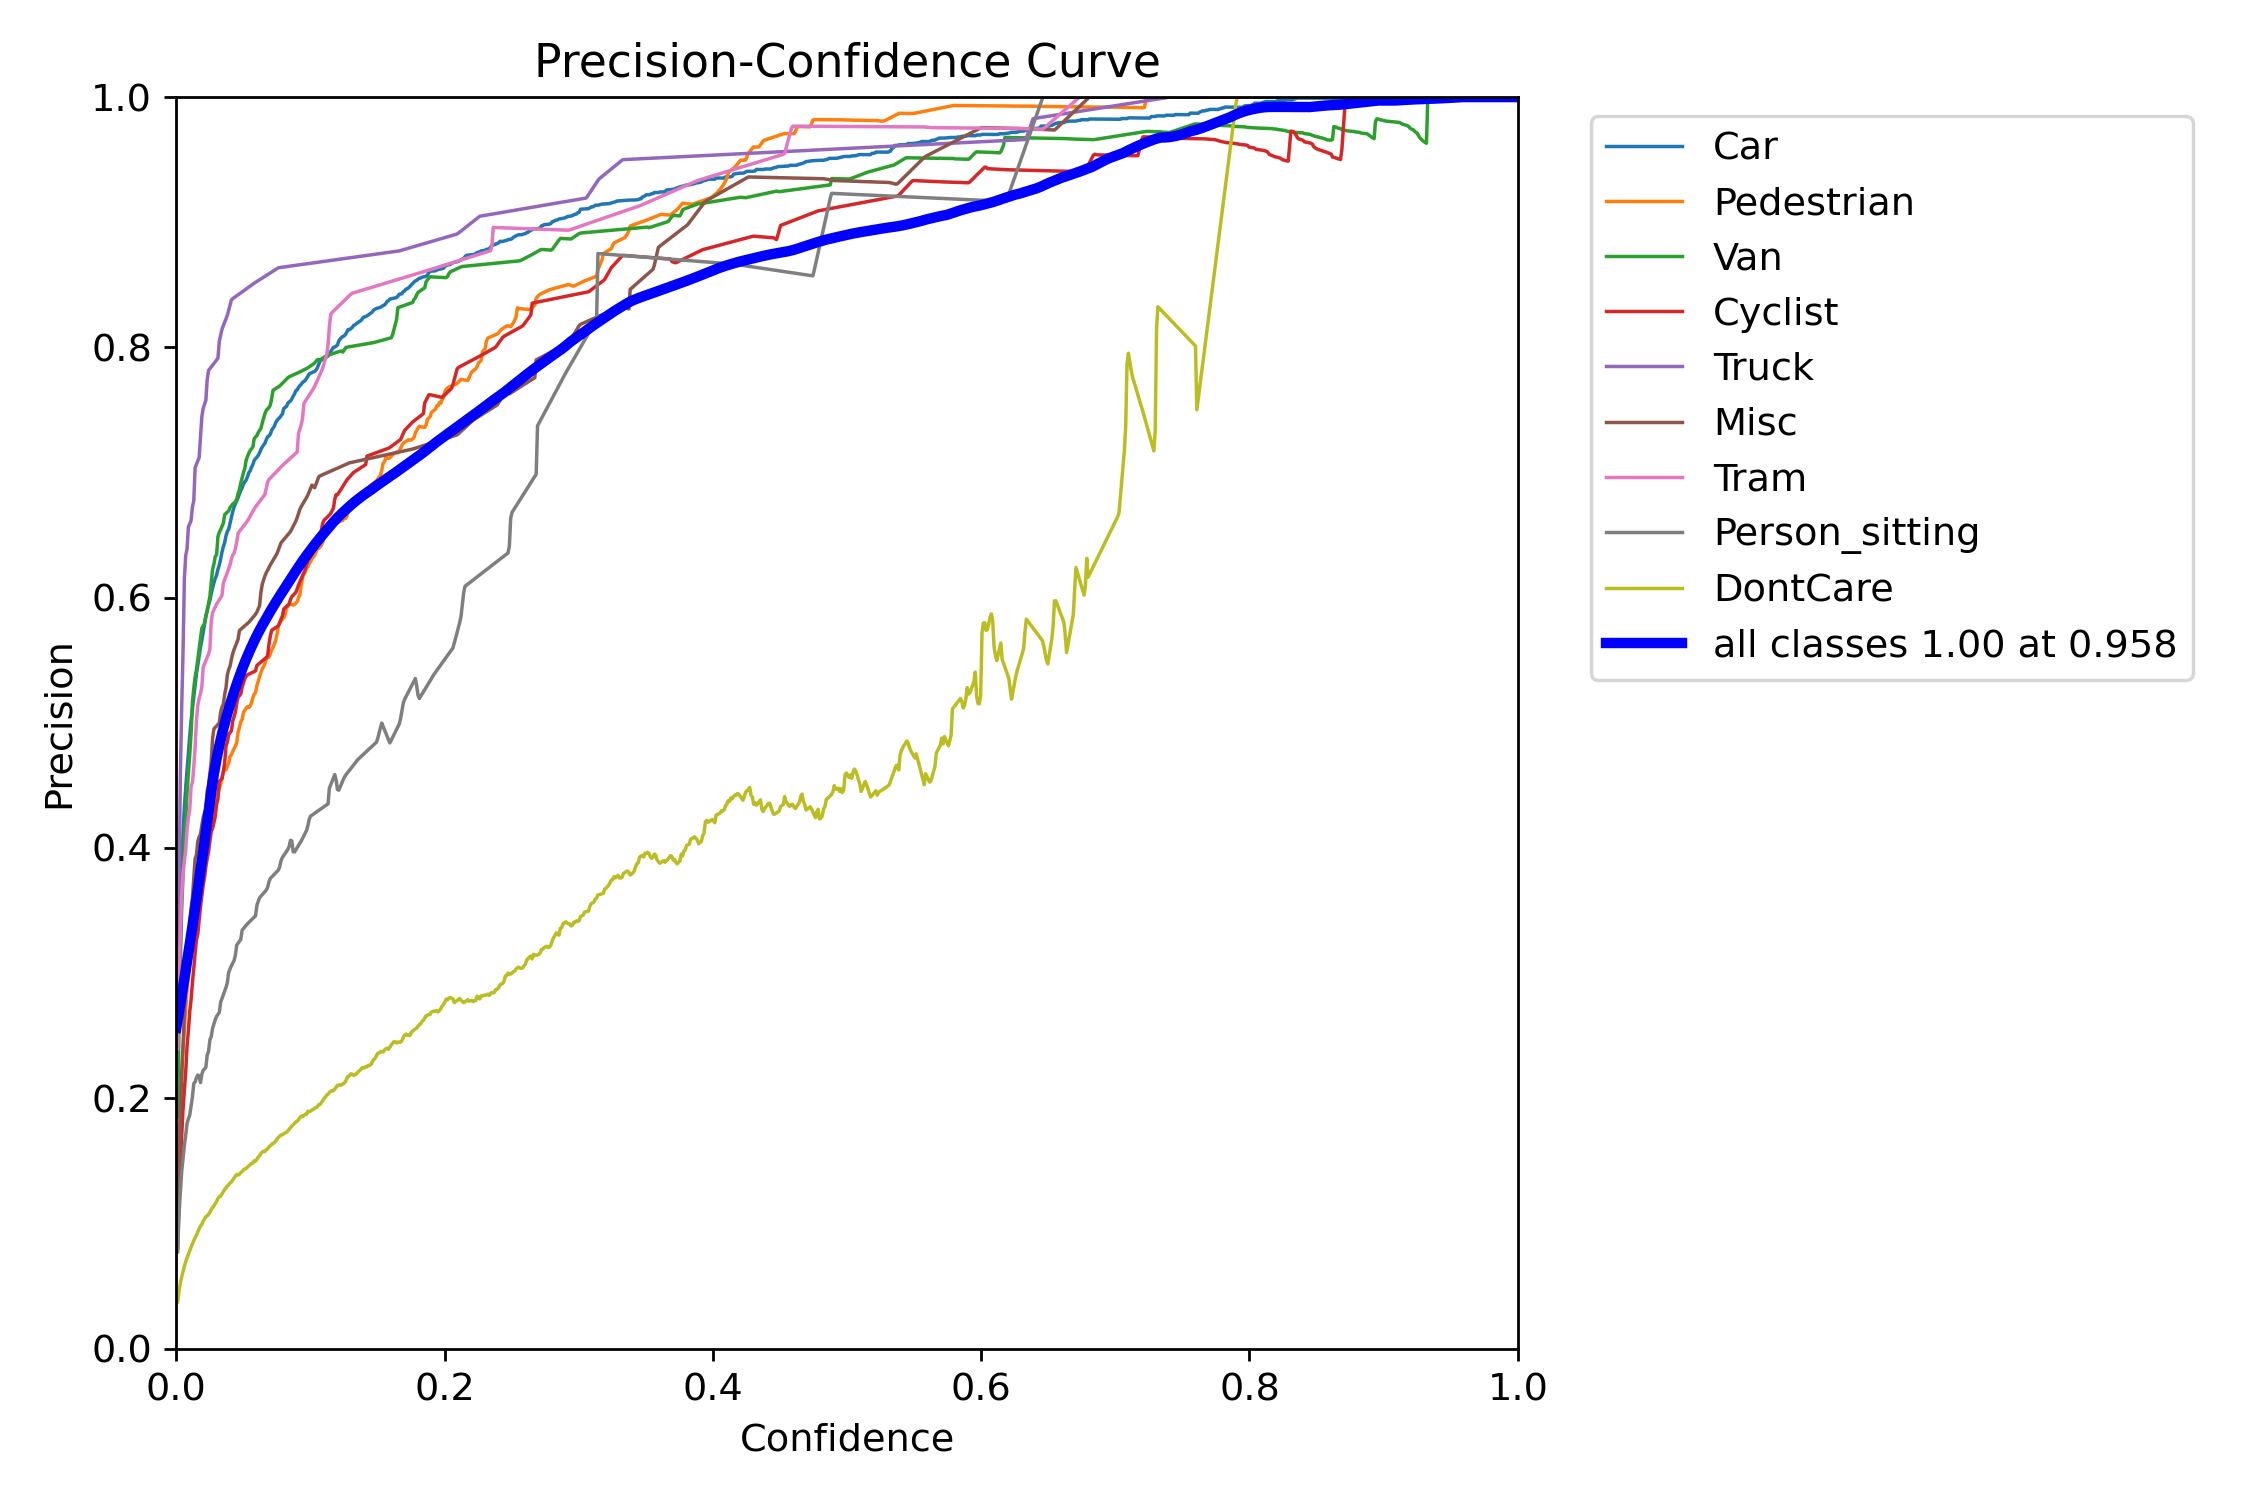 Precision-Confidence Curve
1.0
0.8
0.6
0.4
0.2
0.0
Precision
0.0 0.2 0.4 0.6 0.8 1.0
Confidence
Car
Pedestrian
Van
Cyclist
Truck
Misc
Tram
Person_sitting
DontCare
all classes 1.00 at 0.958